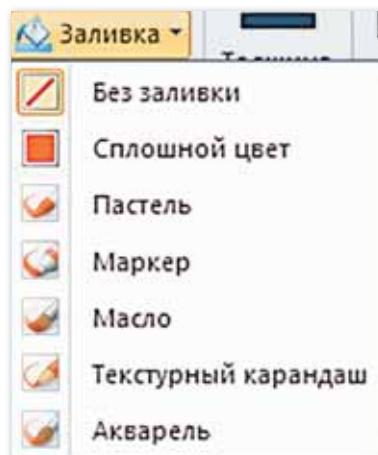 Заливка
Без заливки
Сплошной цвет
Пастель
Маркер
Масло
Текстурный карандаш
Акварель